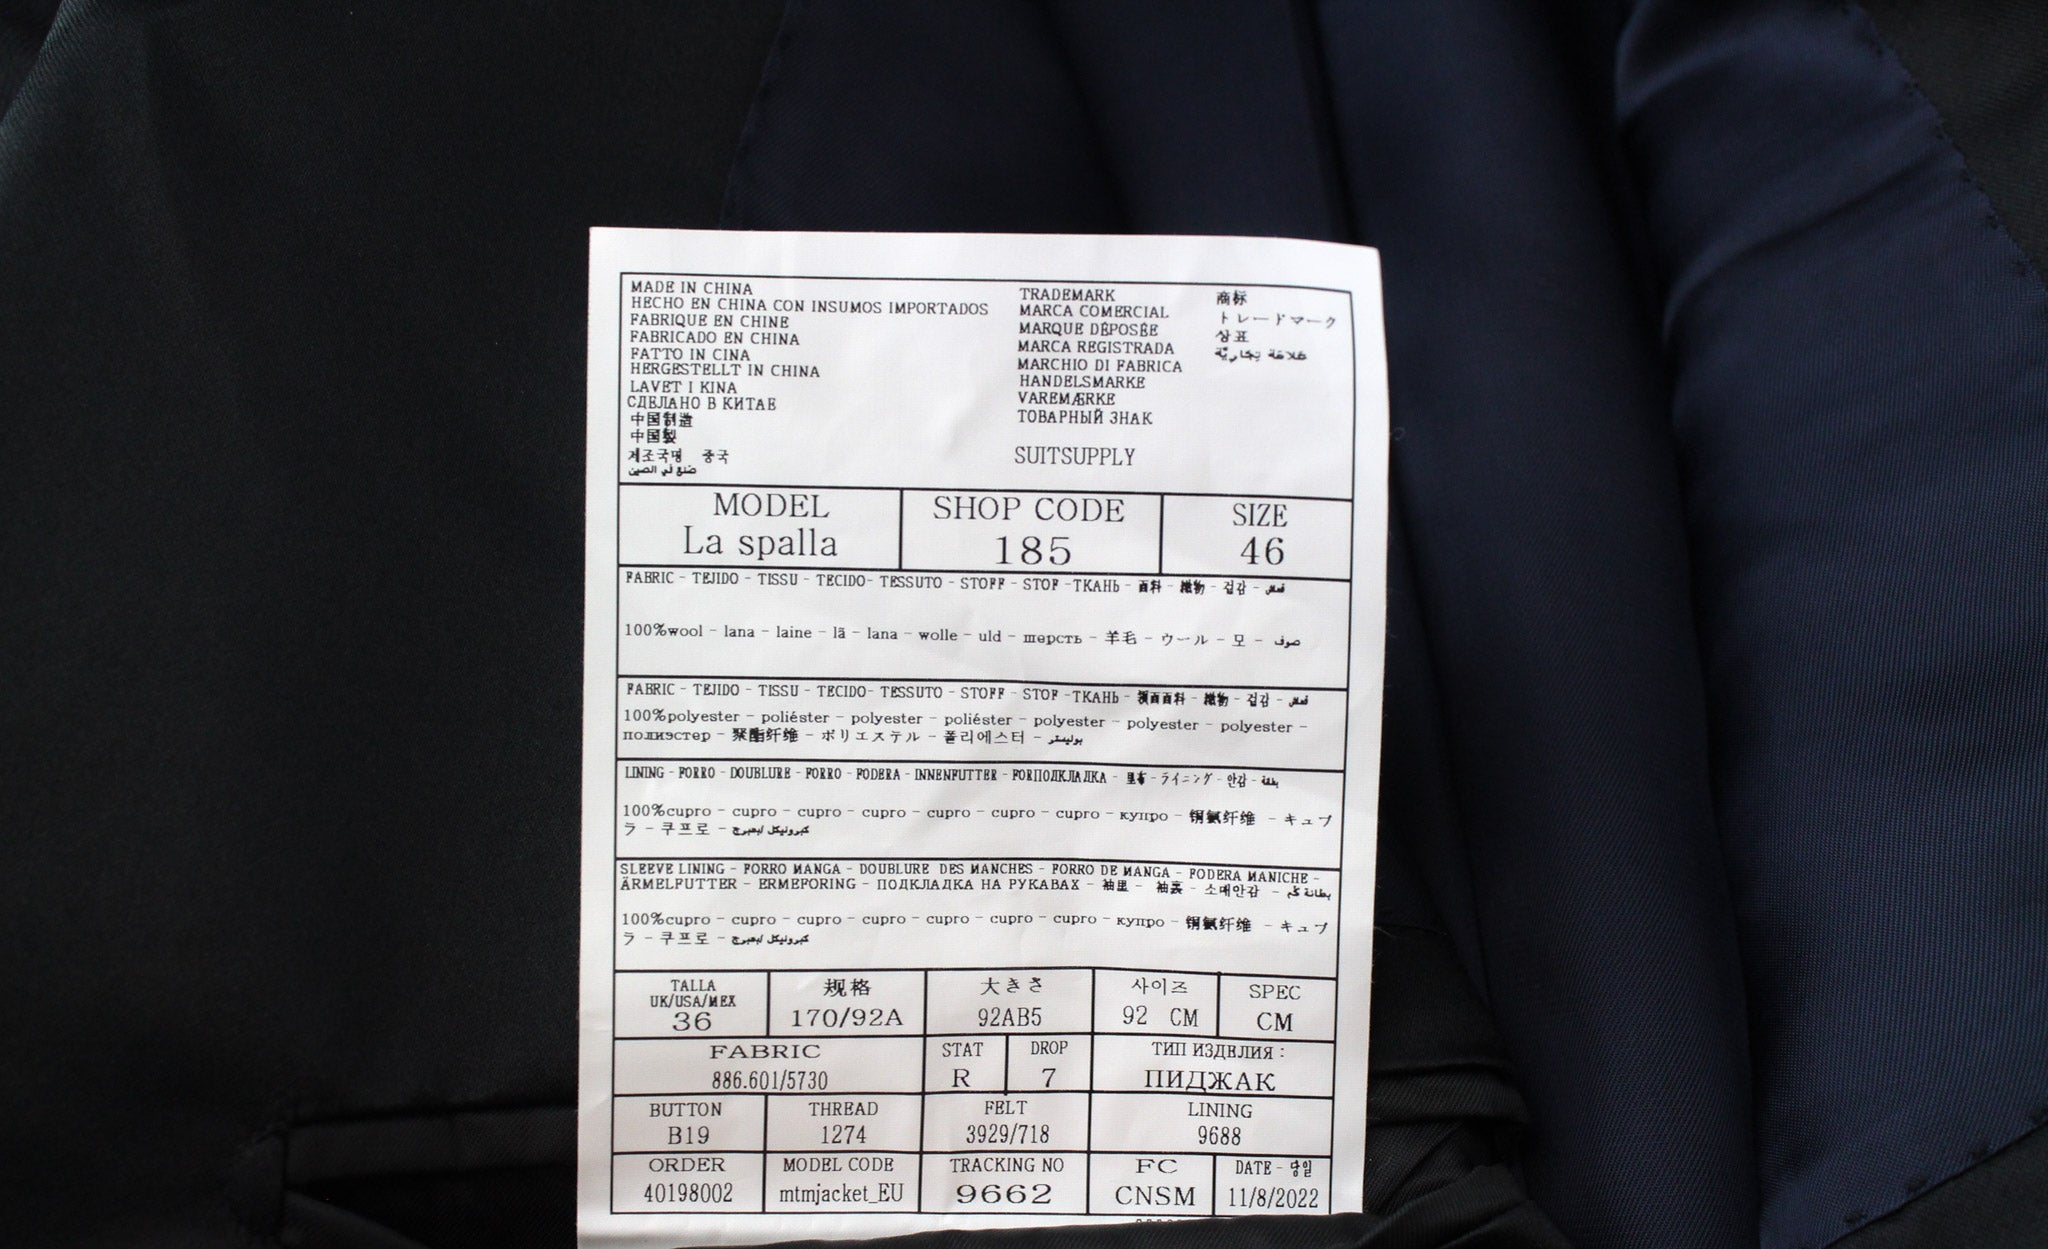 MADE IN CHINA
HECHO EN CHINA CON INSUMOS IMPORTADOS
FABRIQUE EN CHINE
FABRICADO EN CHINA
FATTO IN CINA
HERGESTELLT IN CHINA
LAVET I KINA
СДЕЛАНО В КИТАЕ
中国制造
中国製
제조국명 중국
صنع في الصين
TRADEMARK
MARCA COMERCIAL
MARQUE DÉPOSÉE
MARCA REGISTRADA
MARCHIO DI FABRICA
HANDELSMARKE
VAREMÆRKE
ТОВАРНЫЙ ЗНАК
SUITSUPPLY
商标
トレードマーク
상표
علامة تجاريّة
MODEL
La spalla
SHOP CODE
185
SIZE
46
FABRIC - TEJIDO - TISSU - TECIDO- TESSUTO - STOFF - STOF -ТКАНЬ - 面料 - 織物 - 겉감 - قماش
100%wool - lana - laine - lã - lana - wolle - uld - шерсть - 羊毛 - ウール - 모 - صوف
FABRIC - TEJIDO - TISSU - TECIDO- TESSUTO - STOFF - STOF -ТКАНЬ - 领面面料 - 織物 - 겉감 - قماش
100%polyester - poliéster - polyester - poliéster - polyester - polyester - polyester -
полиэстер - 聚酯纤维 - ポリエステル - 폴리에스터 - بوليستر
LINING - FORRO - DOUBLURE - FORRO - FODERA - INNENFUTTER - FORПОДКЛАДКА - 里布 - ライニング - 안감 - بطانة
100%cupro - cupro - cupro - cupro - cupro - cupro - cupro - купро - 铜氨纤维 - キュプ
ラ - 쿠프로 -
SLEEVE LINING - FORRO MANGA - DOUBLURE DES MANCHES - FORRO DE MANGA - FODERA MANICHE -
ÄRMELFUTTER - ERMEFORING - ПОДКЛАДКА НА РУКАВАХ - 袖里 - 袖裏 - 소매안감 - بطانة كم
100%cupro - cupro - cupro - cupro - cupro - cupro - cupro - купро - 铜氨纤维 - キュプ
ラ - 쿠프로 -
TALLA
UK/USA/MEX
36
规格
170/92A
大きさ
92AB5
사이즈
92 CM
SPEC
CM
FABRIC
886.601/5730
STAT
R
DROP
7
ТИП ИЗДЕЛИЯ :
ПИДЖАК
BUTTON
B19
THREAD
1274
FELT
3929/718
LINING
9688
ORDER
40198002
MODEL CODE
mtmjacket_EU
TRACKING NO
9662
FC
CNSM
DATE - 당일
11/8/2022